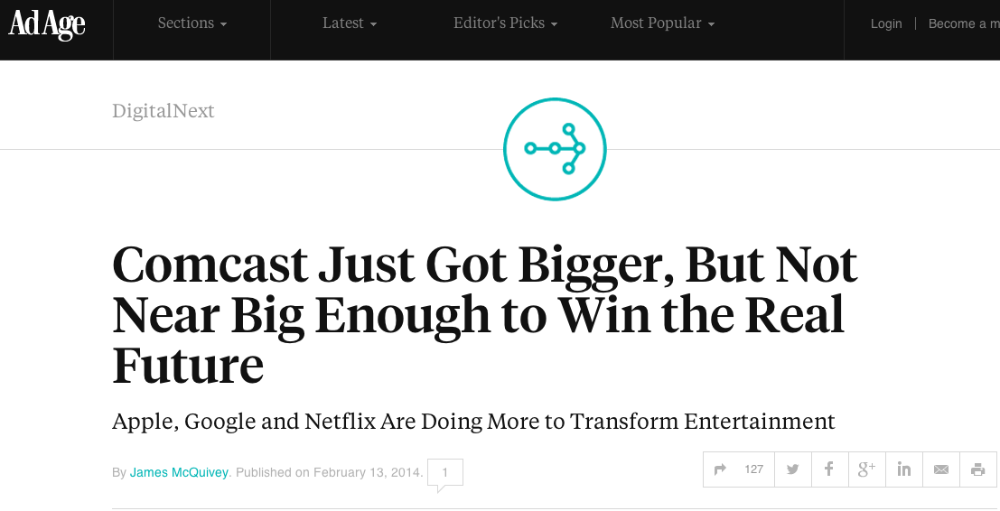 Ad Age
Sections
Latest
Editor's Picks
Most Popular
Login | Become a m
DigitalNext
Comcast Just Got Bigger, But Not
Near Big Enough to Win the Real
Future
Apple, Google and Netflix Are Doing More to Transform Entertainment
By James McQuivey. Published on February 13, 2014. 1
127
g+
in